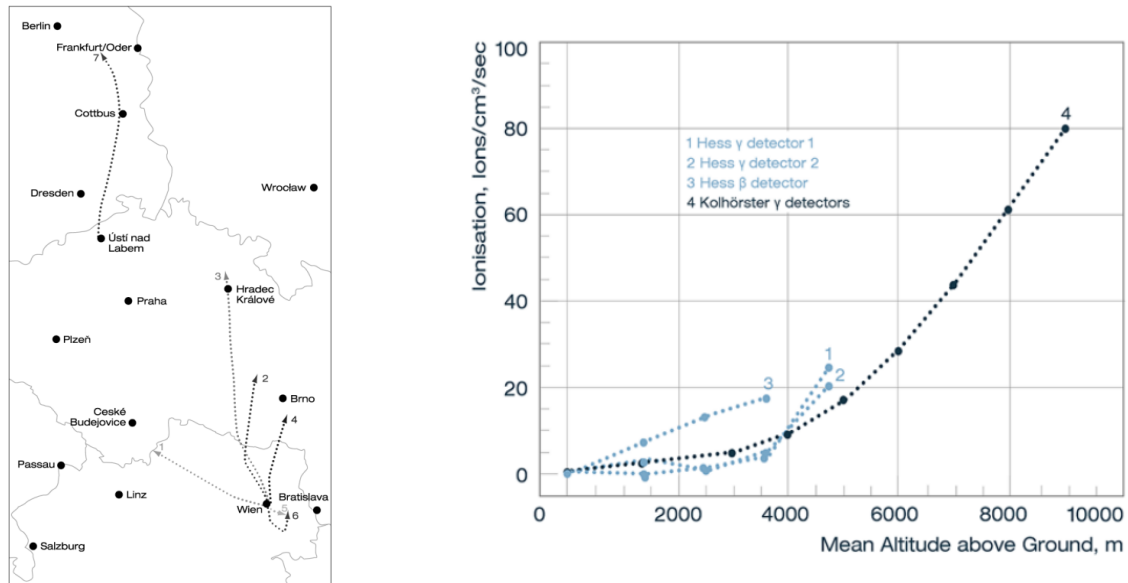 Berlin
Frankfurt/Oder
7
Cottbus
Dresden
Wrocław
Ústí nad
Labem
3
Hradec
Králové
Praha
Plzeň
2
Brno
České
Budejovice
4
1
Passau
Linz
Wien
Bratislava
5
6
Salzburg
Ionisation, Ions/cm³/sec
100
80
60
40
20
0
4
1 Hess γ detector 1
2 Hess γ detector 2
3 Hess β detector
4 Kolhörster γ detectors
1
3
2
0 2000 4000 6000 8000 10000
Mean Altitude above Ground, m